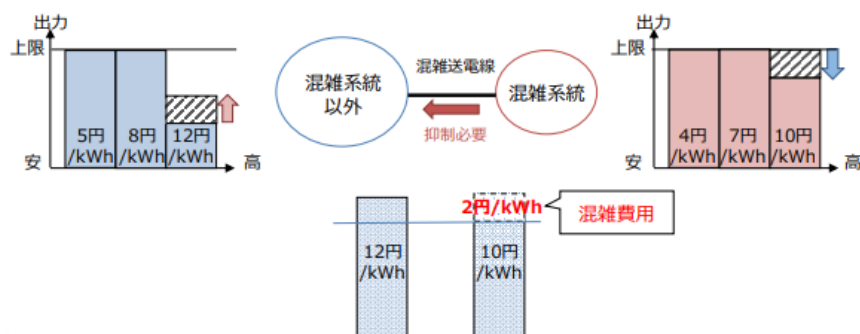 出力
上限
5円
/kWh
8円
/kWh
12円
/kWh
安
高
混雑系統
以外
混雑送電線
抑制必要
混雑系統
出力
上限
4円
/kWh
7円
/kWh
10円
/kWh
安
高
12円
/kWh
2円/kWh
10円
/kWh
混雑費用